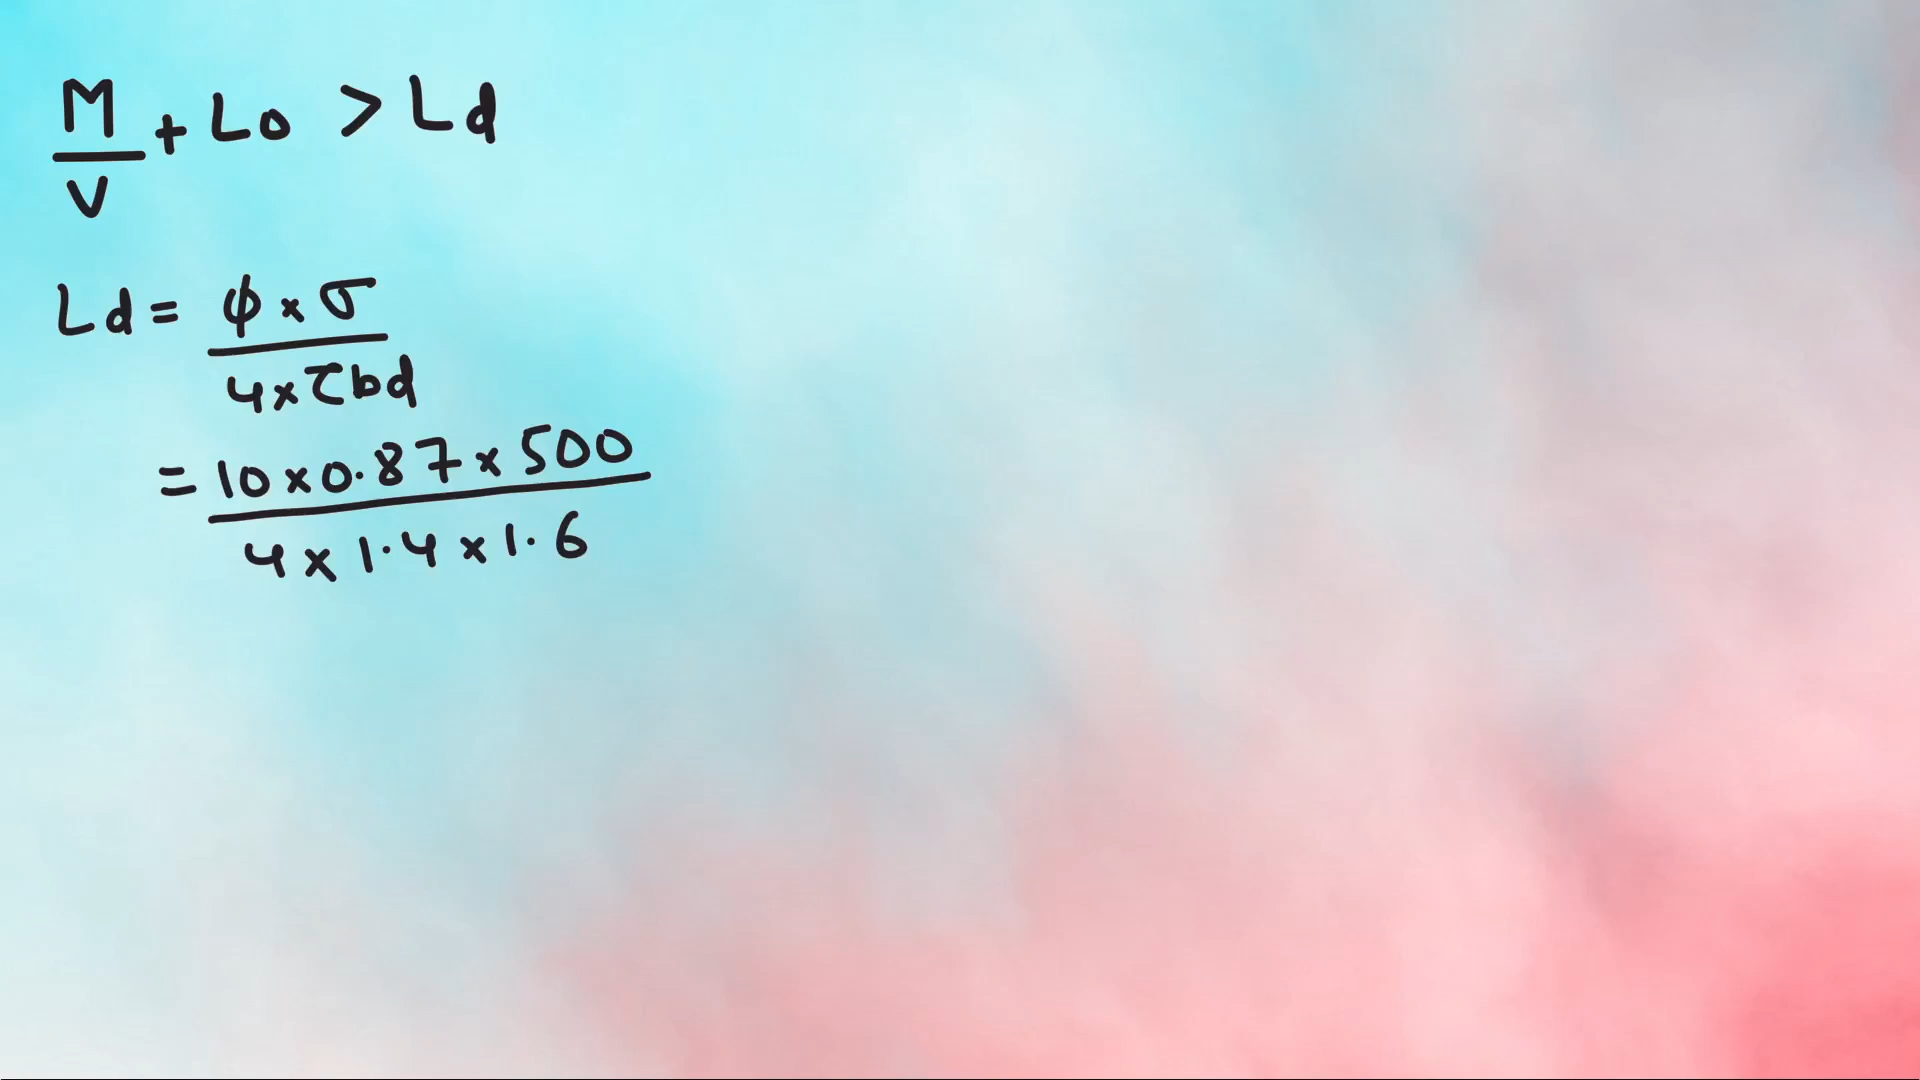 M/V + Lo > Ld
Ld = ϕ × σ / 4 × τbd
= 10 × 0.87 × 500 / 4 × 1.4 × 1.6